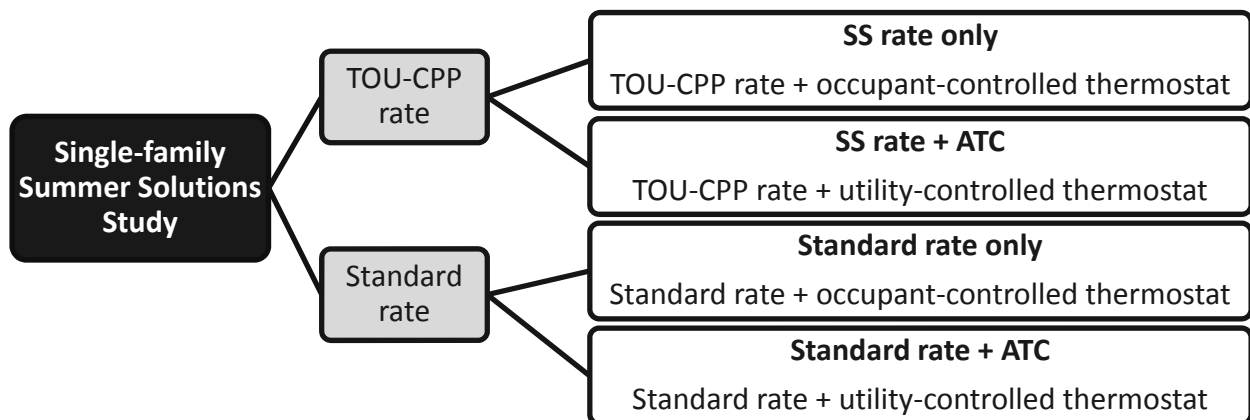 Single-family
Summer Solutions
Study
TOU-CPP
rate
Standard
rate
SS rate only
TOU-CPP rate + occupant-controlled thermostat
SS rate + ATC
TOU-CPP rate + utility-controlled thermostat
Standard rate only
Standard rate + occupant-controlled thermostat
Standard rate + ATC
Standard rate + utility-controlled thermostat